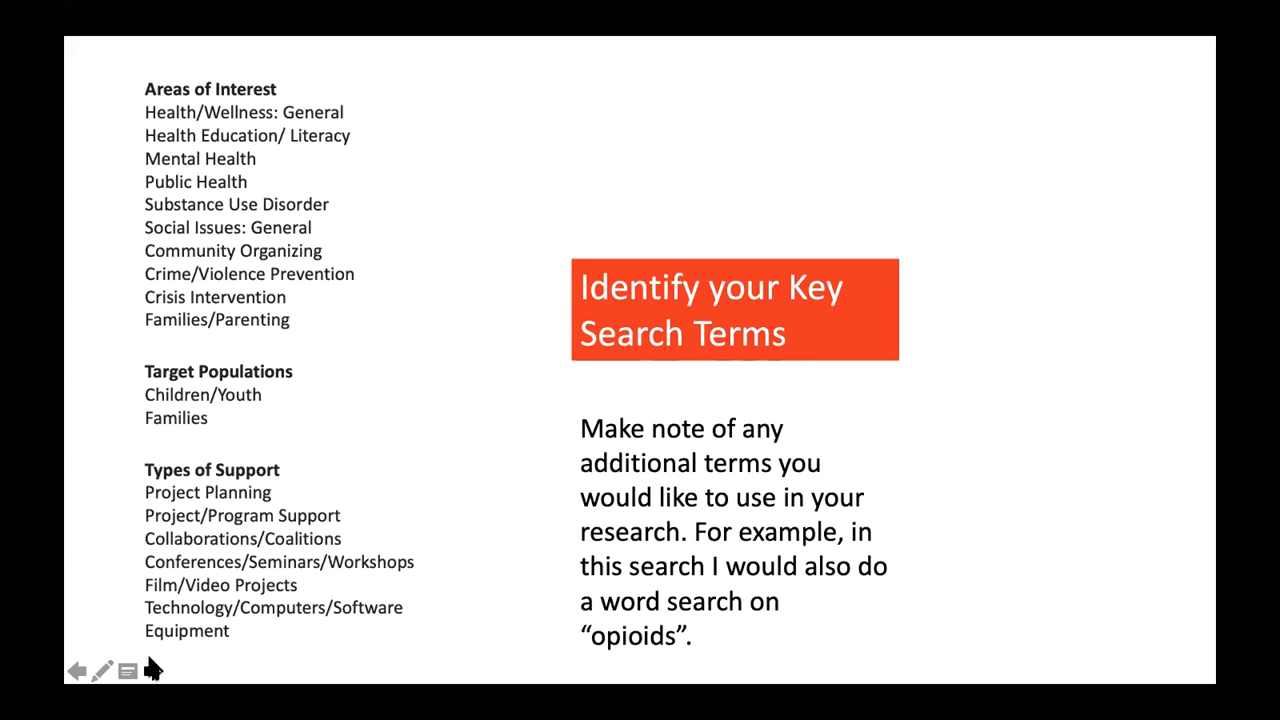 Areas of Interest
Health/Wellness: General
Health Education/ Literacy
Mental Health
Public Health
Substance Use Disorder
Social Issues: General
Community Organizing
Crime/Violence Prevention
Crisis Intervention
Families/Parenting
Target Populations
Children/Youth
Families
Types of Support
Project Planning
Project/Program Support
Collaborations/Coalitions
Conferences/Seminars/Workshops
Film/Video Projects
Technology/Computers/Software
Equipment
Identify your Key
Search Terms
Make note of any
additional terms you
would like to use in your
research. For example, in
this search I would also do
a word search on
“opioids”.